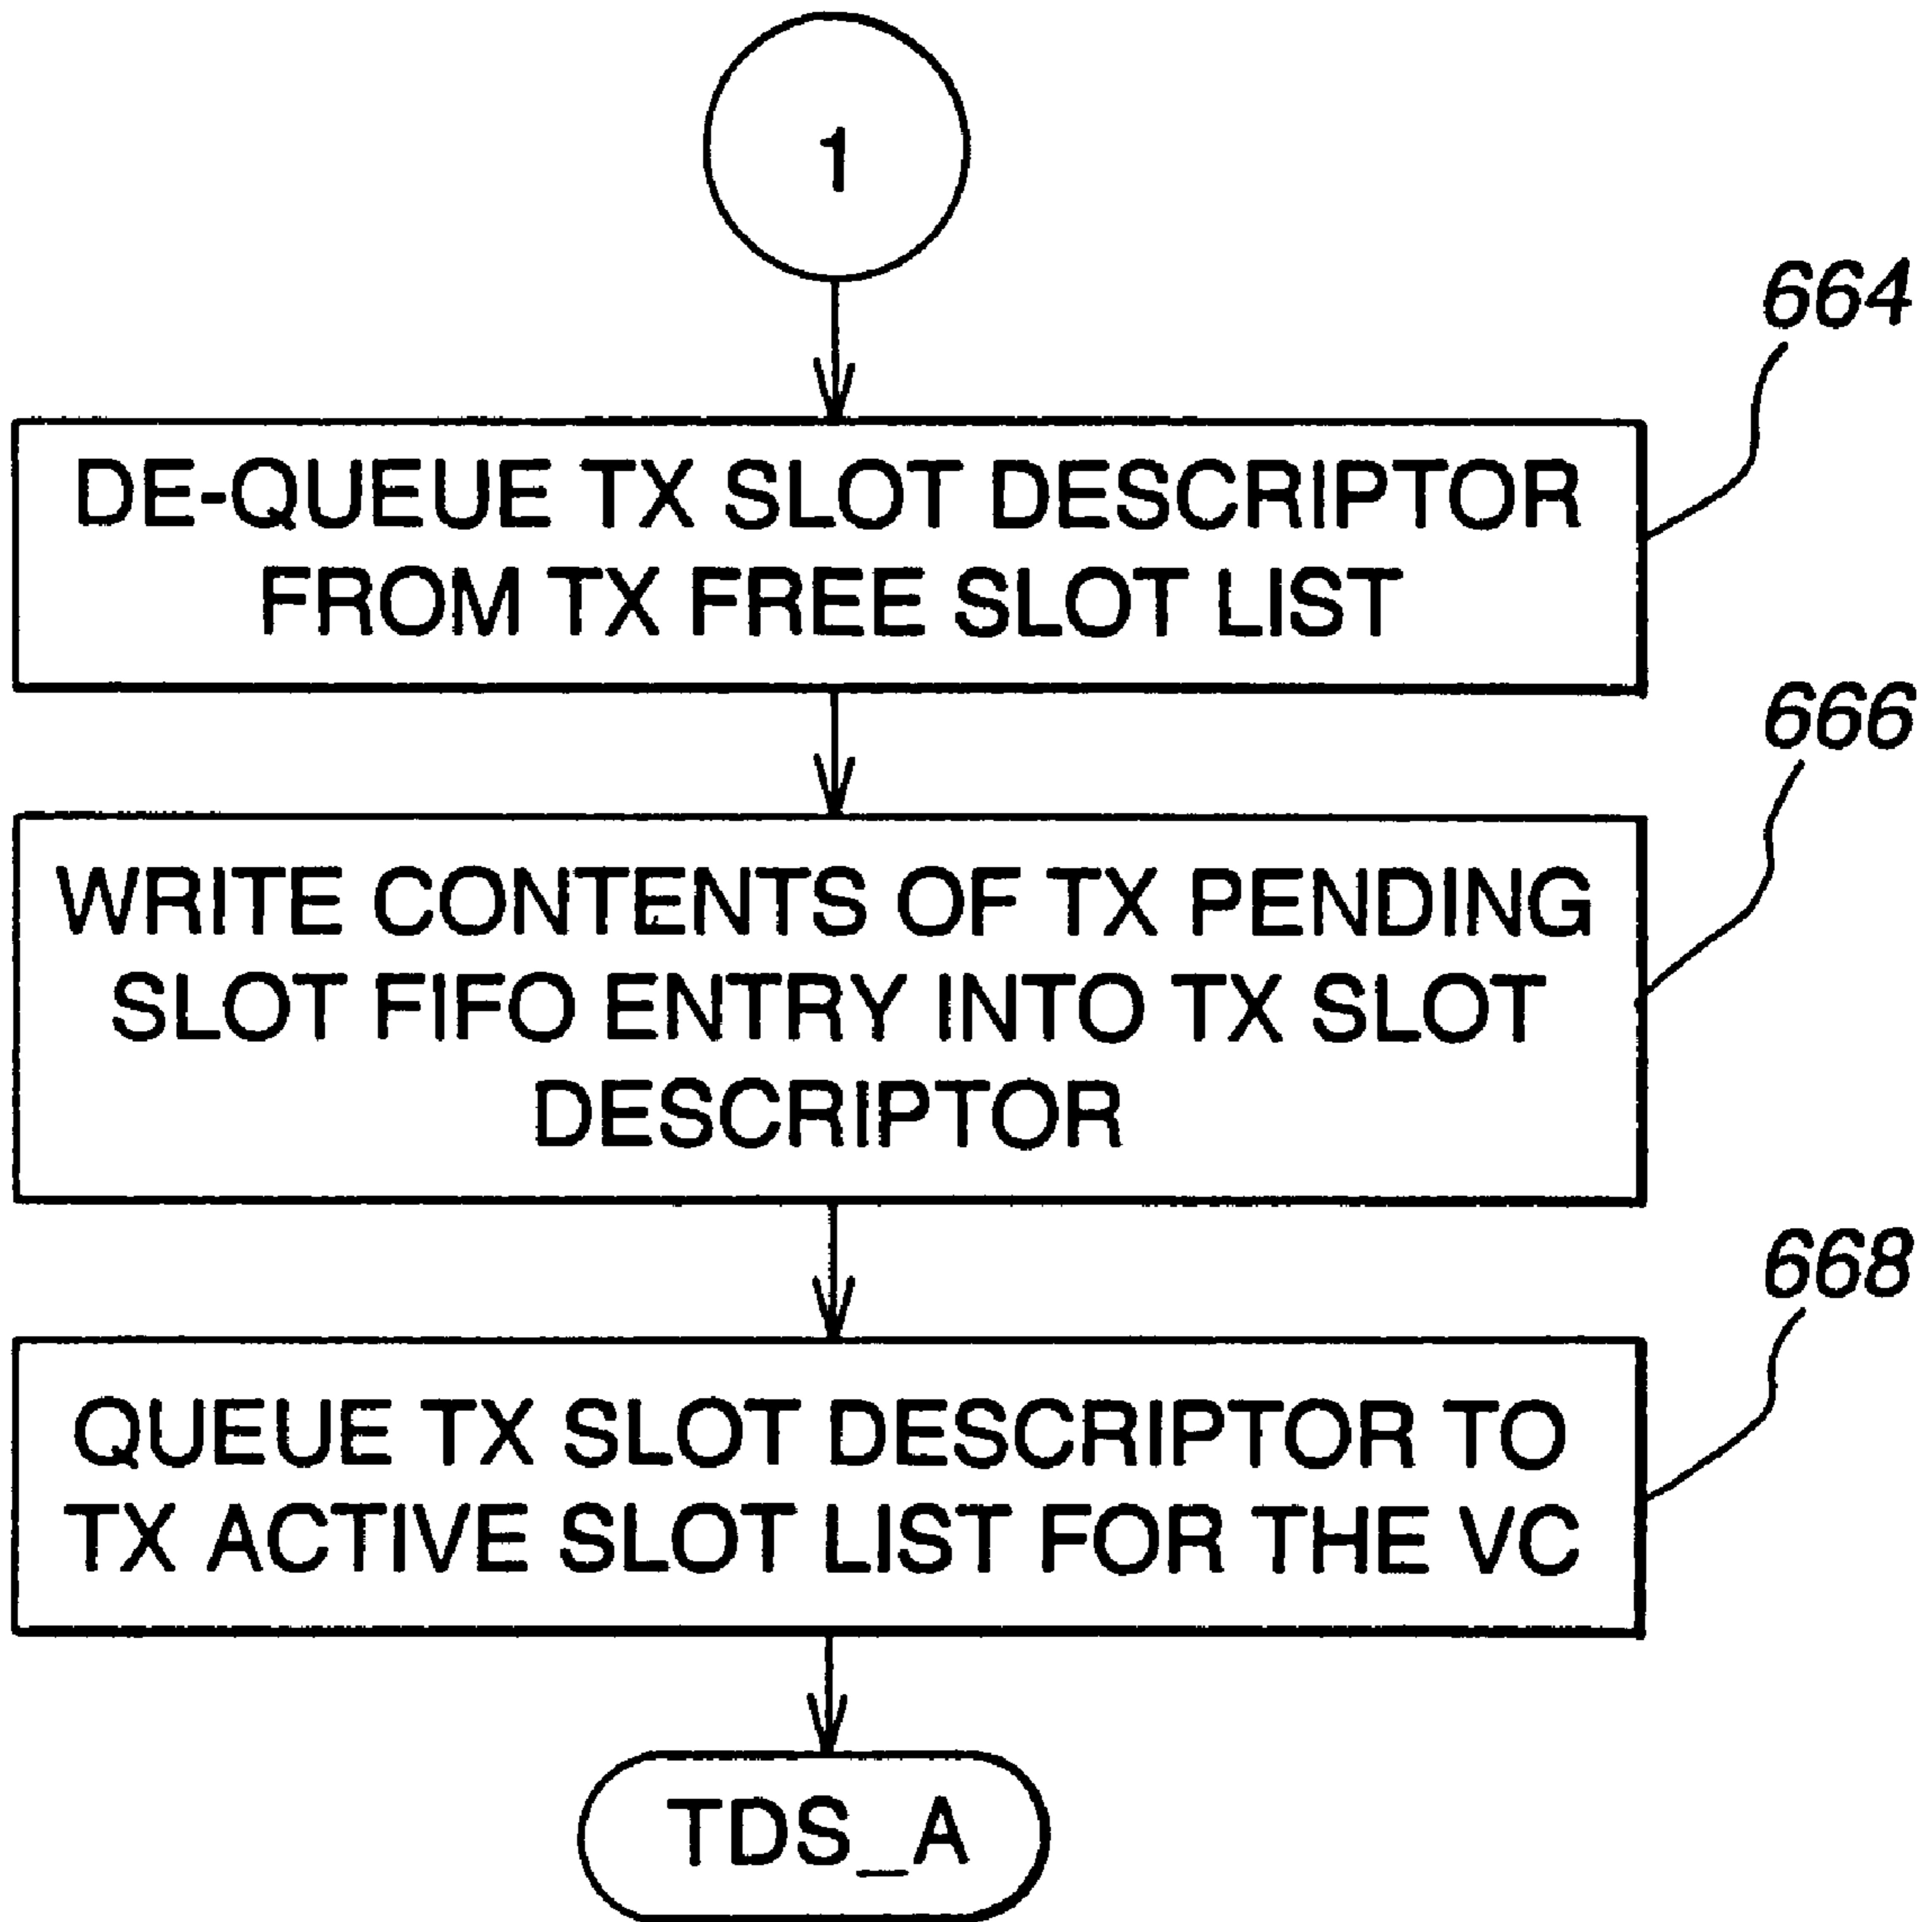 1
664
DE-QUEUE TX SLOT DESCRIPTOR
FROM TX FREE SLOT LIST
666
WRITE CONTENTS OF TX PENDING
SLOT FIFO ENTRY INTO TX SLOT
DESCRIPTOR
668
QUEUE TX SLOT DESCRIPTOR TO
TX ACTIVE SLOT LIST FOR THE VC
TDS_A